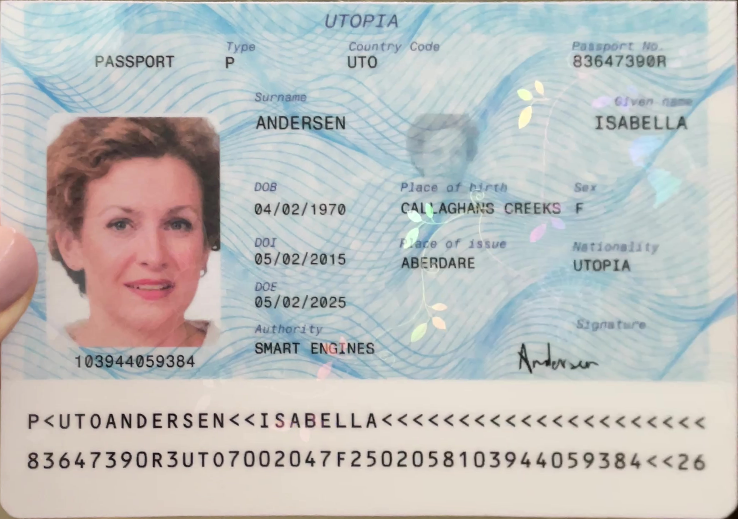 UTOPIA
PASSPORT
Type
P
Country Code
UTO
Passport No.
83647390R
Surname
ANDERSEN
Given name
ISABELLA
DOB
04/02/1970
Place of birth
CALLAGHANS CREEKS
Sex
F
DOI
05/02/2015
Place of issue
ABERDARE
Nationality
UTOPIA
DOE
05/02/2025
Authority
SMART ENGINES
Signature
Andersen
103944059384
P<UTOANDERSEN<<ISABELLA<<<<<<<<<<<<<<<<<<<<<
83647390R3UTO7002047F2502058103944059384<<26